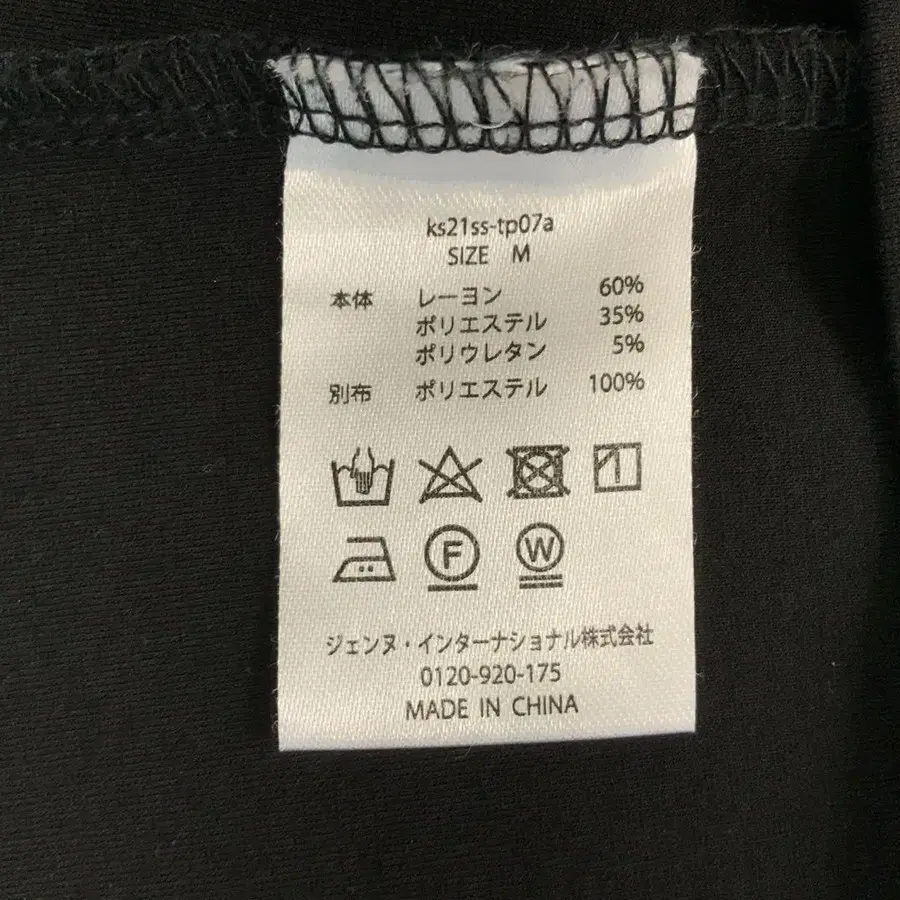 ks21ss-tp07a
SIZE M
本体 レーヨン 60%
ポリエステル 35%
ポリウレタン 5%
別布 ポリエステル 100%
F W
ジェンヌ・インターナショナル株式会社
0120-920-175
MADE IN CHINA